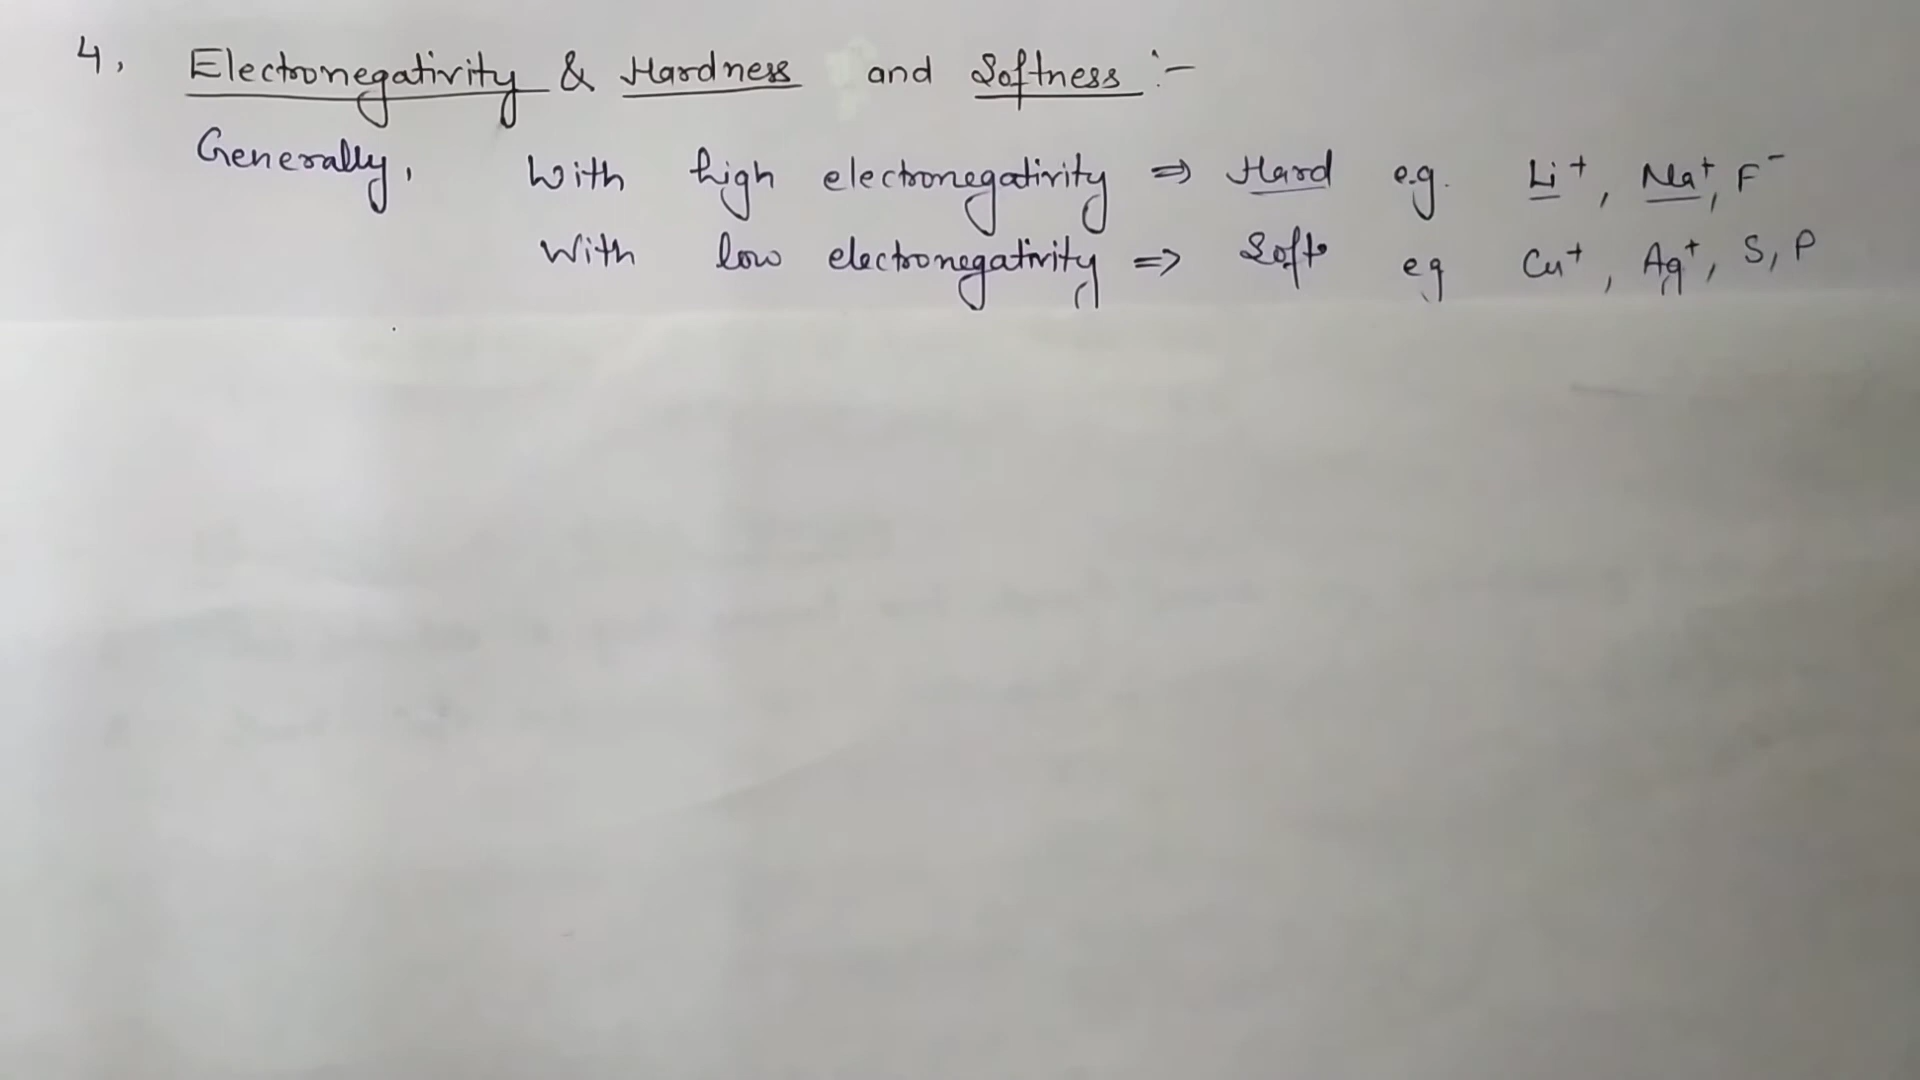 4, Electronegativity & Hardness and Softness :-
Generally, With high electronegativity ⇒ Hard e.g. Li⁺, Na⁺, F⁻
With low electronegativity => Soft eg Cu⁺, Ag⁺, S, P